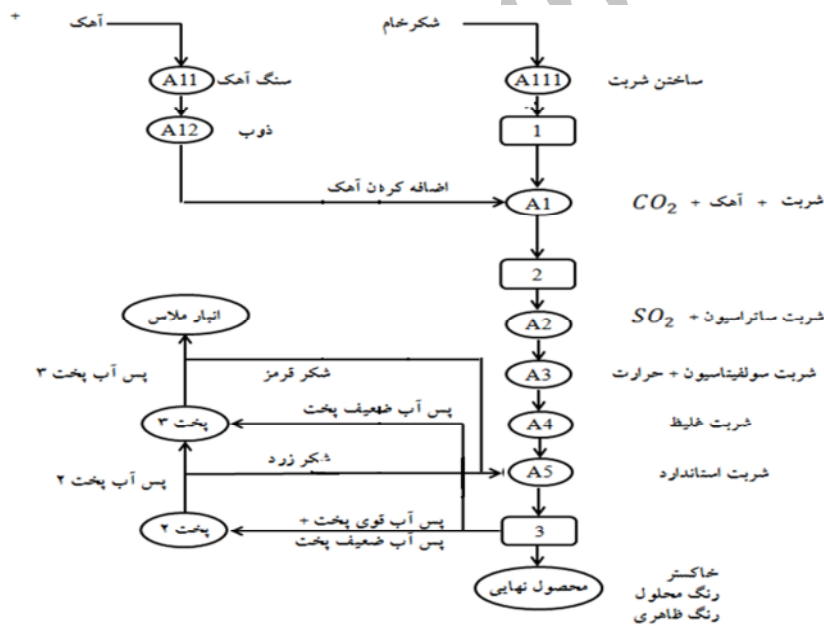 +
آهک
شکرخام
A11
سنگ آهک
A111
ساختن شربت
A12
ذوب
1
اضافه کردن آهک
A1
شربت + آهک + CO₂
2
انبار ملاس
A2
شربت ساتراسیون + SO₂
پس آب پخت ۳
شکر قرمز
A3
شربت سولفیتاسیون + حرارت
پخت ۳
پس آب ضعیف پخت
A4
شربت غلیظ
پس آب پخت ۲
شکر زرد
A5
شربت استاندارد
پخت ۲
پس آب قوی پخت +
پس آب ضعیف پخت
3
محصول نهایی
خاکستر
رنگ محلول
رنگ ظاهری